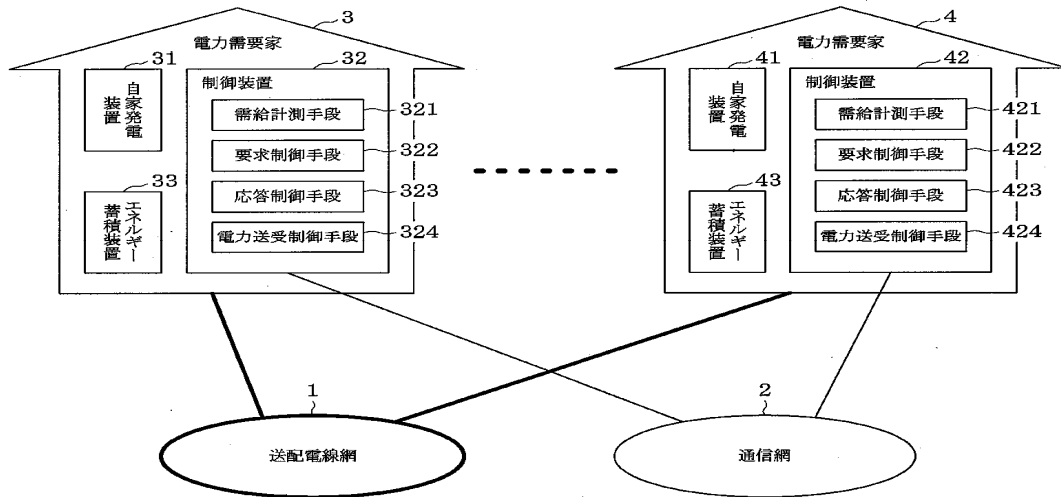 3
電力需要家
31
自家発電
装置
32
制御装置
需給計測手段
321
要求制御手段
322
応答制御手段
323
電力送受制御手段
324
33
エネルギー
蓄積装置
4
電力需要家
41
自家発電
装置
42
制御装置
需給計測手段
421
要求制御手段
422
応答制御手段
423
電力送受制御手段
424
43
エネルギー
蓄積装置
1
送配電線網
2
通信網